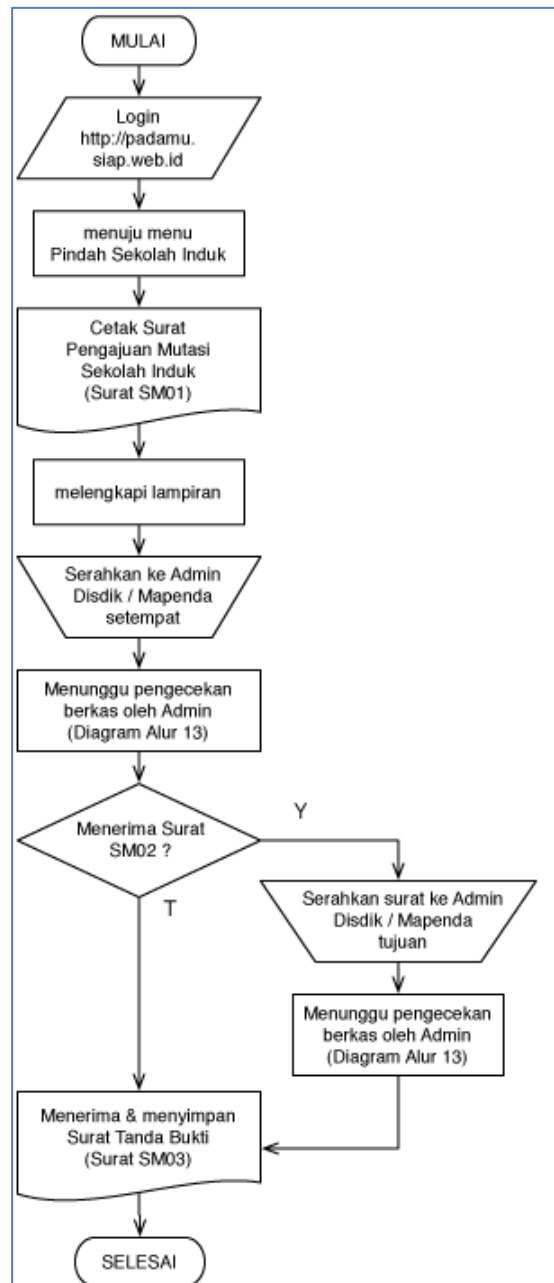 MULAI
Login
http://padamu.
siap.web.id
menuju menu
Pindah Sekolah Induk
Cetak Surat
Pengajuan Mutasi
Sekolah Induk
(Surat SM01)
melengkapi lampiran
Serahkan ke Admin
Disdik / Mapenda
setempat
Menunggu pengecekan
berkas oleh Admin
(Diagram Alur 13)
Menerima Surat
SM02 ?
Y
T
Serahkan surat ke Admin
Disdik / Mapenda
tujuan
Menunggu pengecekan
berkas oleh Admin
(Diagram Alur 13)
Menerima & menyimpan
Surat Tanda Bukti
(Surat SM03)
SELESAI